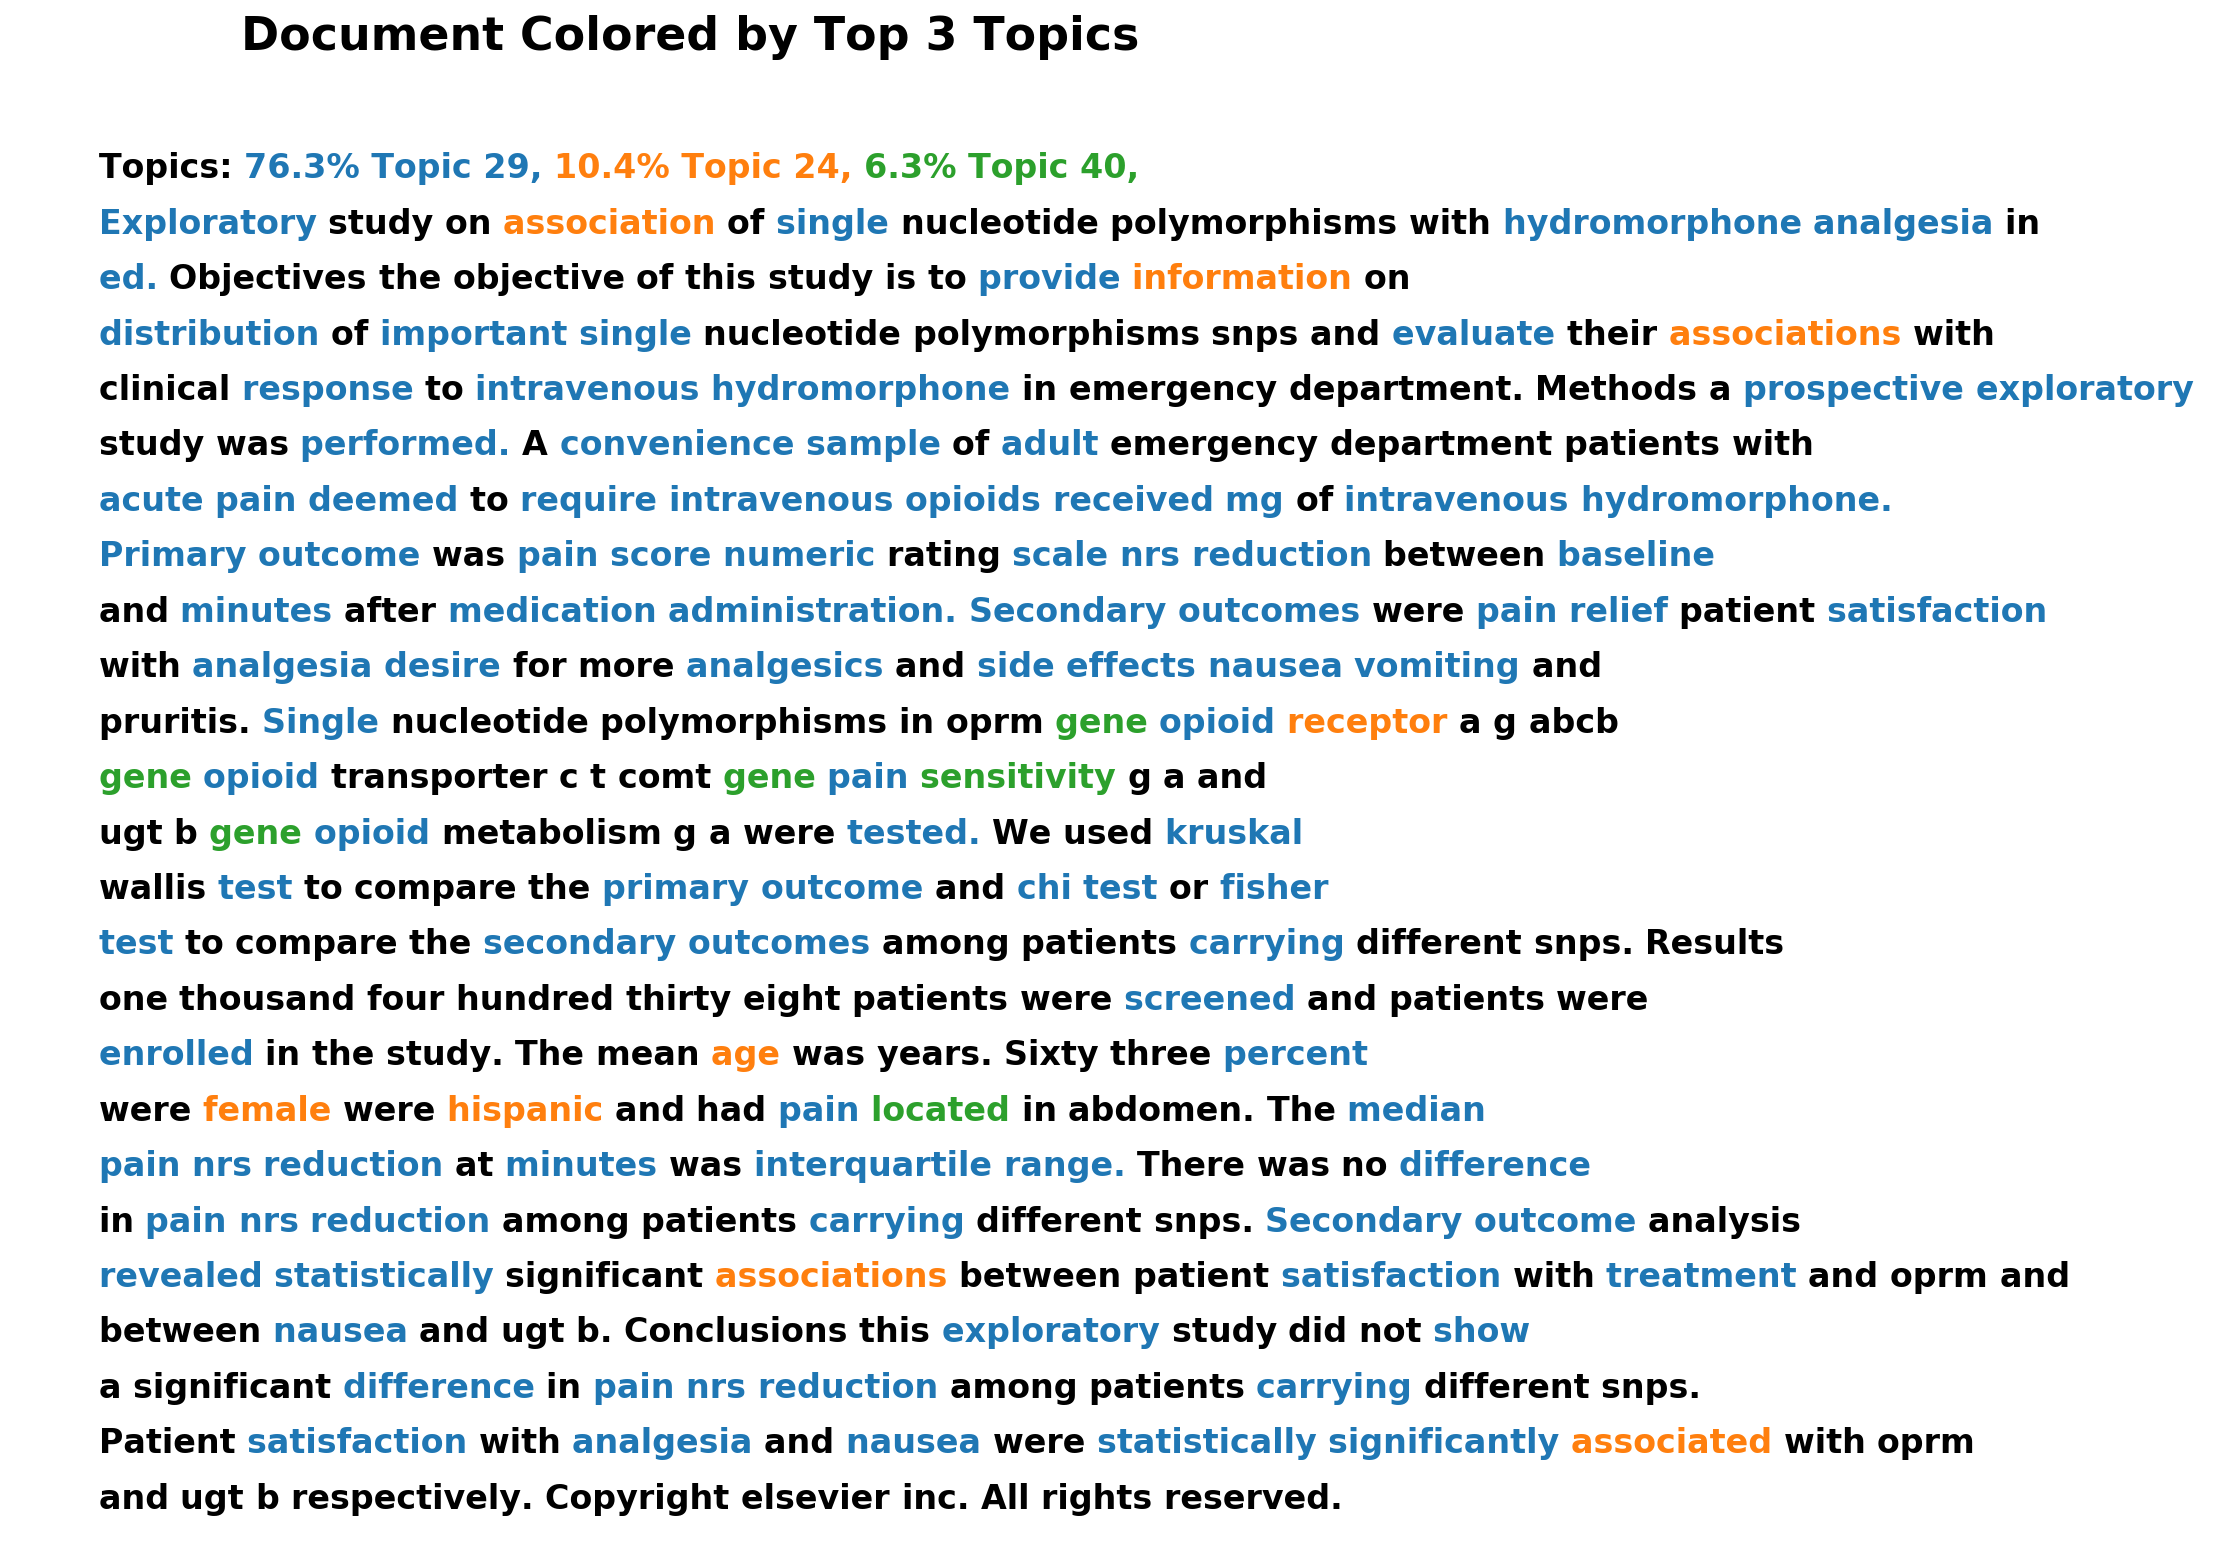 Document Colored by Top 3 Topics
Topics: 76.3% Topic 29, 10.4% Topic 24, 6.3% Topic 40,
Exploratory study on association of single nucleotide polymorphisms with hydromorphone analgesia in
ed. Objectives the objective of this study is to provide information on
distribution of important single nucleotide polymorphisms snps and evaluate their associations with
clinical response to intravenous hydromorphone in emergency department. Methods a prospective exploratory
study was performed. A convenience sample of adult emergency department patients with
acute pain deemed to require intravenous opioids received mg of intravenous hydromorphone.
Primary outcome was pain score numeric rating scale nrs reduction between baseline
and minutes after medication administration. Secondary outcomes were pain relief patient satisfaction
with analgesia desire for more analgesics and side effects nausea vomiting and
pruritis. Single nucleotide polymorphisms in oprm gene opioid receptor a g abcb
gene opioid transporter c t comt gene pain sensitivity g a and
ugt b gene opioid metabolism g a were tested. We used kruskal
wallis test to compare the primary outcome and chi test or fisher
test to compare the secondary outcomes among patients carrying different snps. Results
one thousand four hundred thirty eight patients were screened and patients were
enrolled in the study. The mean age was years. Sixty three percent
were female were hispanic and had pain located in abdomen. The median
pain nrs reduction at minutes was interquartile range. There was no difference
in pain nrs reduction among patients carrying different snps. Secondary outcome analysis
revealed statistically significant associations between patient satisfaction with treatment and oprm and
between nausea and ugt b. Conclusions this exploratory study did not show
a significant difference in pain nrs reduction among patients carrying different snps.
Patient satisfaction with analgesia and nausea were statistically significantly associated with oprm
and ugt b respectively. Copyright elsevier inc. All rights reserved.